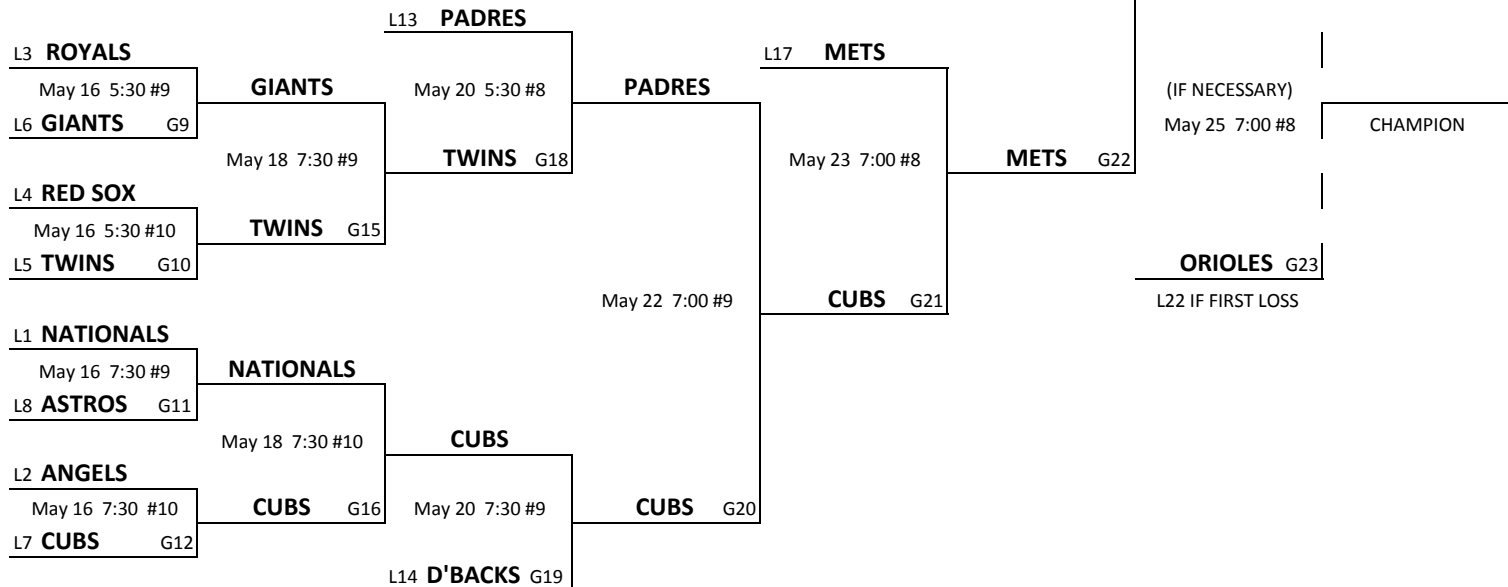 L13 PADRES
L3 ROYALS
L17 METS
May 16 5:30 #9
GIANTS
May 20 5:30 #8
PADRES
(IF NECESSARY)
L6 GIANTS G9
May 25 7:00 #8
CHAMPION
May 18 7:30 #9
TWINS G18
May 23 7:00 #8
METS G22
L4 RED SOX
May 16 5:30 #10
TWINS G15
L5 TWINS G10
ORIOLES G23
May 22 7:00 #9
CUBS G21
L22 IF FIRST LOSS
L1 NATIONALS
May 16 7:30 #9
NATIONALS
L8 ASTROS G11
May 18 7:30 #10
CUBS
L2 ANGELS
May 16 7:30 #10
CUBS G16
May 20 7:30 #9
CUBS G20
L7 CUBS G12
L14 D'BACKS G19